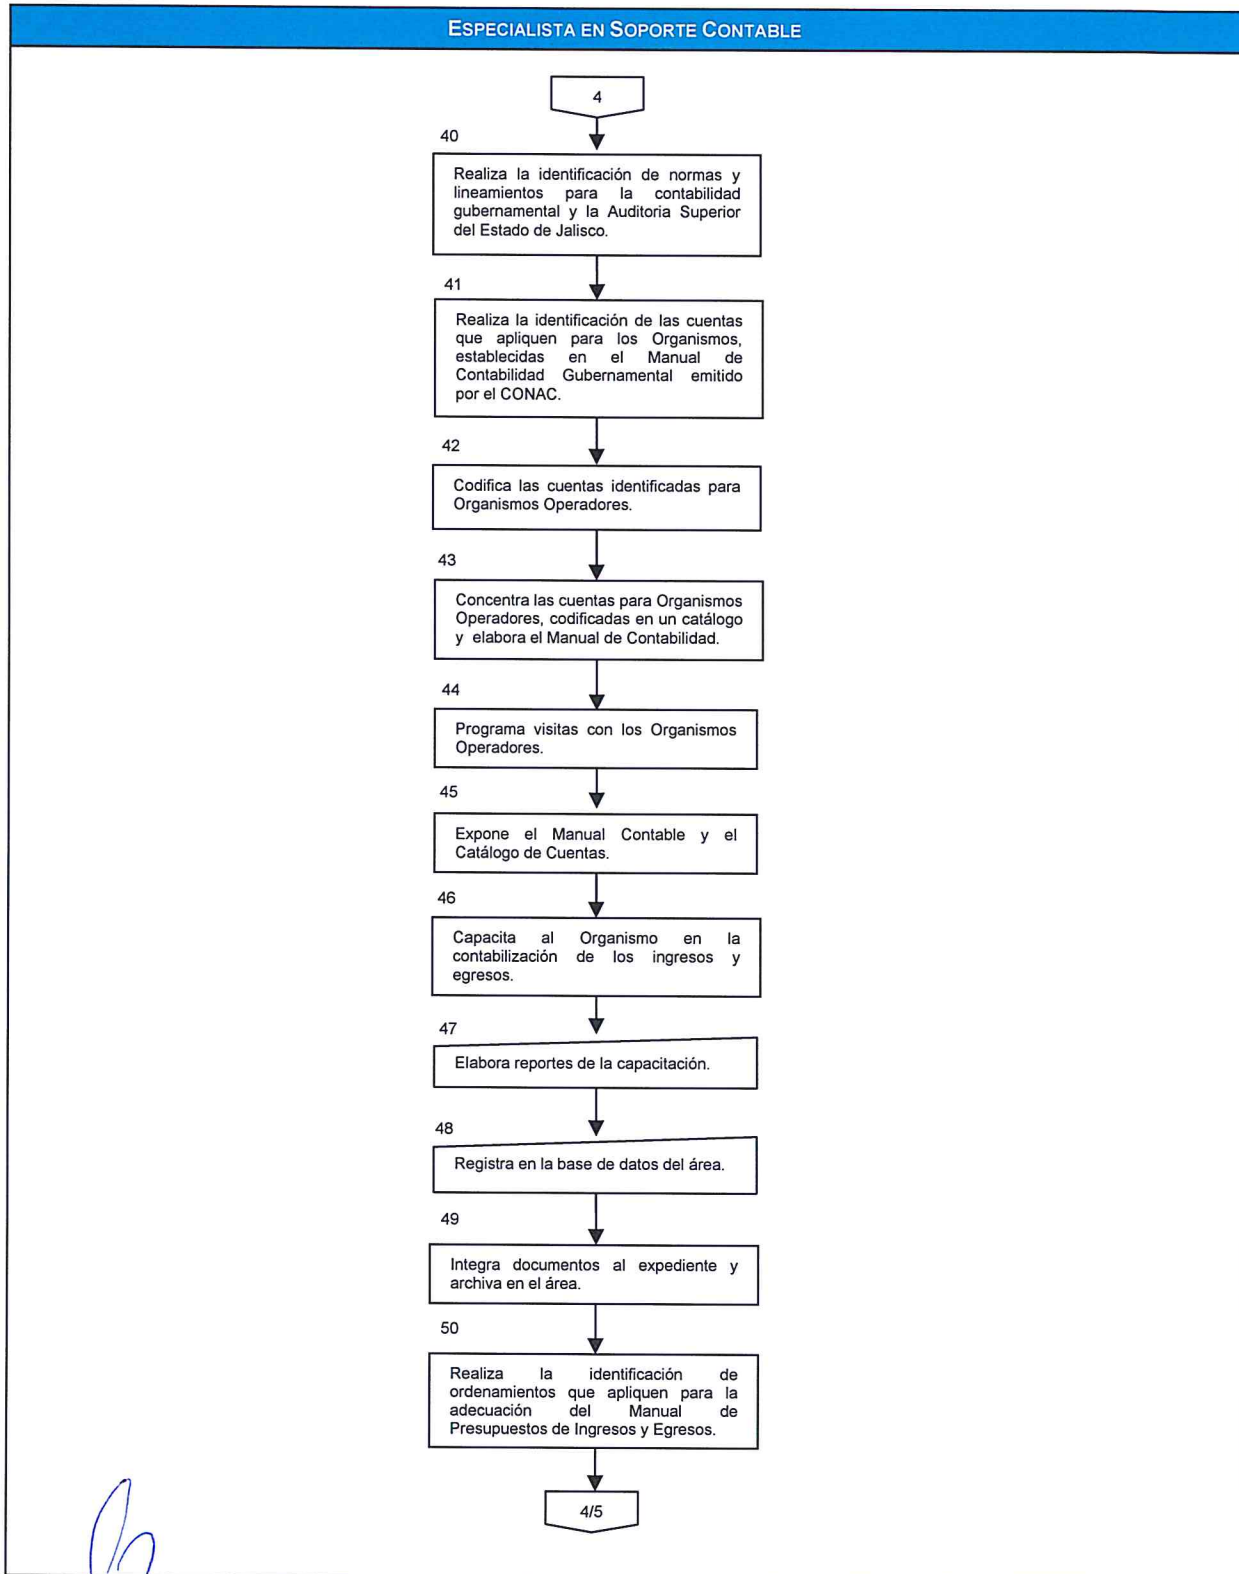 ESPECIALISTA EN SOPORTE CONTABLE
4
40
Realiza la identificación de normas y
lineamientos para la contabilidad
gubernamental y la Auditoria Superior
del Estado de Jalisco.
41
Realiza la identificación de las cuentas
que apliquen para los Organismos,
establecidas en el Manual de
Contabilidad Gubernamental emitido
por el CONAC.
42
Codifica las cuentas identificadas para
Organismos Operadores.
43
Concentra las cuentas para Organismos
Operadores, codificadas en un catálogo
y elabora el Manual de Contabilidad.
44
Programa visitas con los Organismos
Operadores.
45
Expone el Manual Contable y el
Catálogo de Cuentas.
46
Capacita al Organismo en la
contabilización de los ingresos y
egresos.
47
Elabora reportes de la capacitación.
48
Registra en la base de datos del área.
49
Integra documentos al expediente y
archiva en el área.
50
Realiza la identificación de
ordenamientos que apliquen para la
adecuación del Manual de
Presupuestos de Ingresos y Egresos.
4/5